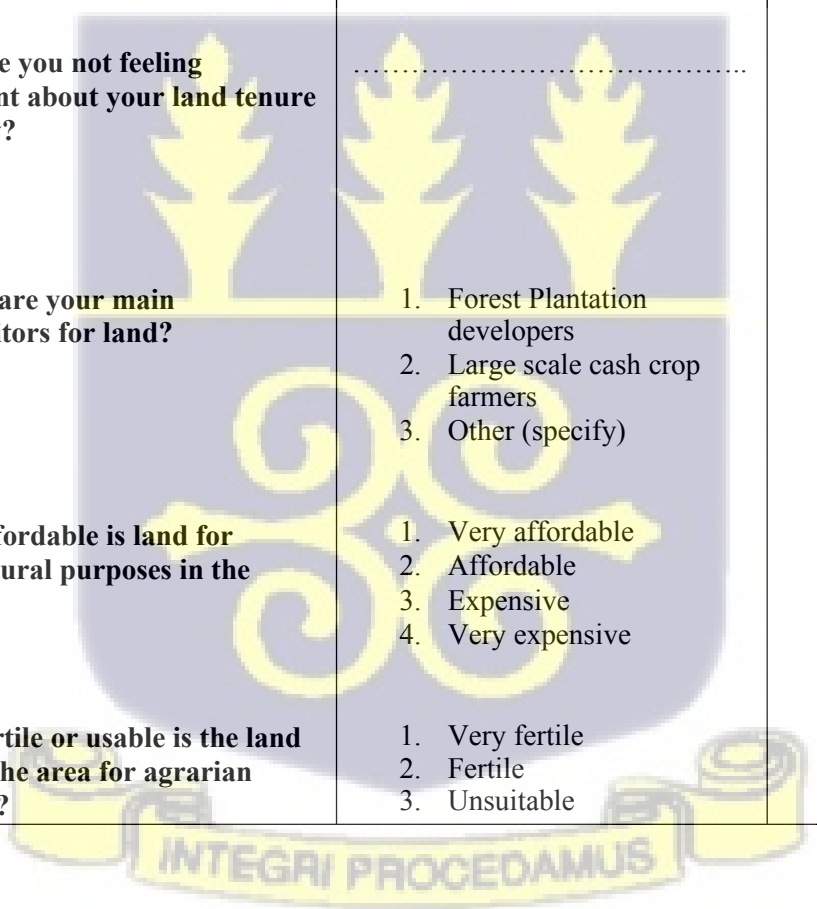 e you not feeling
nt about your land tenure
?
…………………………………..
are your main
itors for land?
1. Forest Plantation
developers
2. Large scale cash crop
farmers
3. Other (specify)
fordable is land for
ural purposes in the
1. Very affordable
2. Affordable
3. Expensive
4. Very expensive
rtile or usable is the land
he area for agrarian
?
1. Very fertile
2. Fertile
3. Unsuitable
INTEGRI PROCEDAMUS